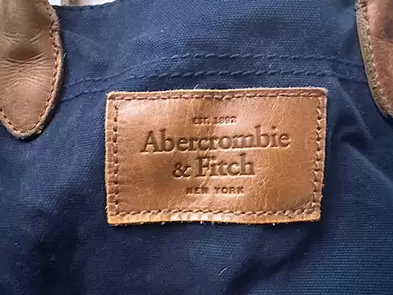 EST. 1892
Abercrombie
& Fitch
NEW YORK